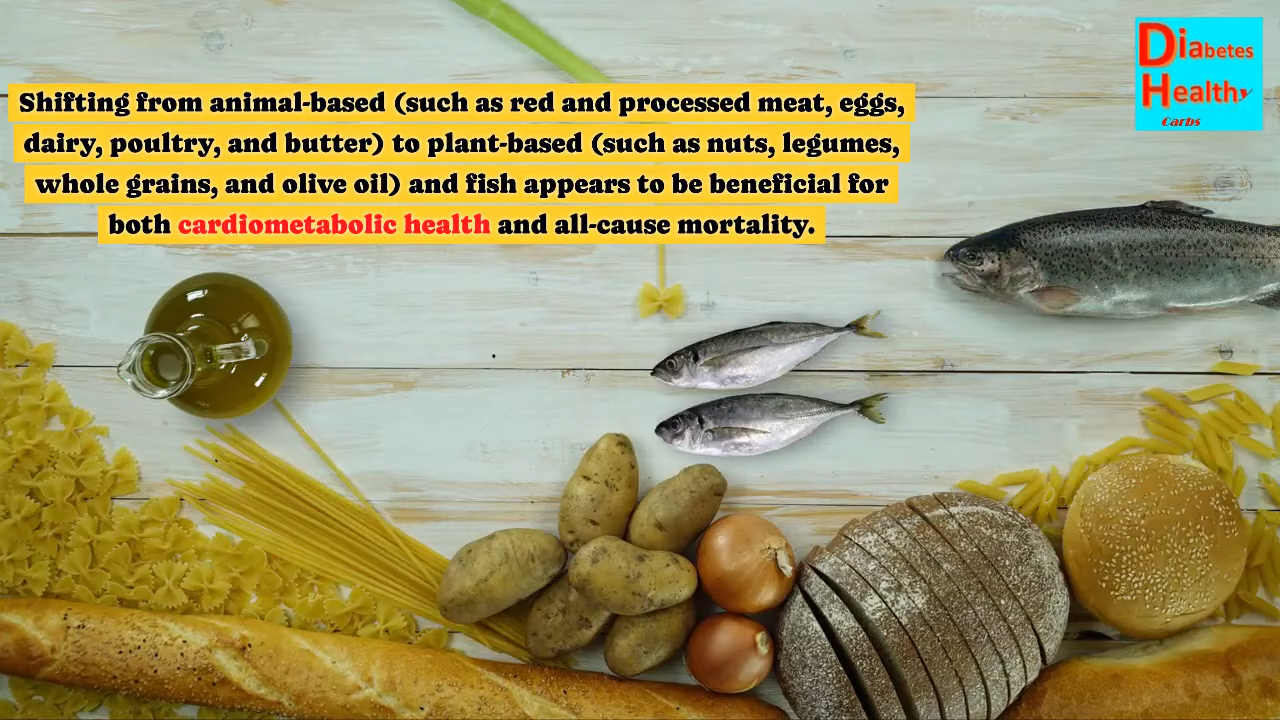 Diabetes
Healthy
Carbs
Shifting from animal-based (such as red and processed meat, eggs,
dairy, poultry, and butter) to plant-based (such as nuts, legumes,
whole grains, and olive oil) and fish appears to be beneficial for
both cardiometabolic health and all-cause mortality.